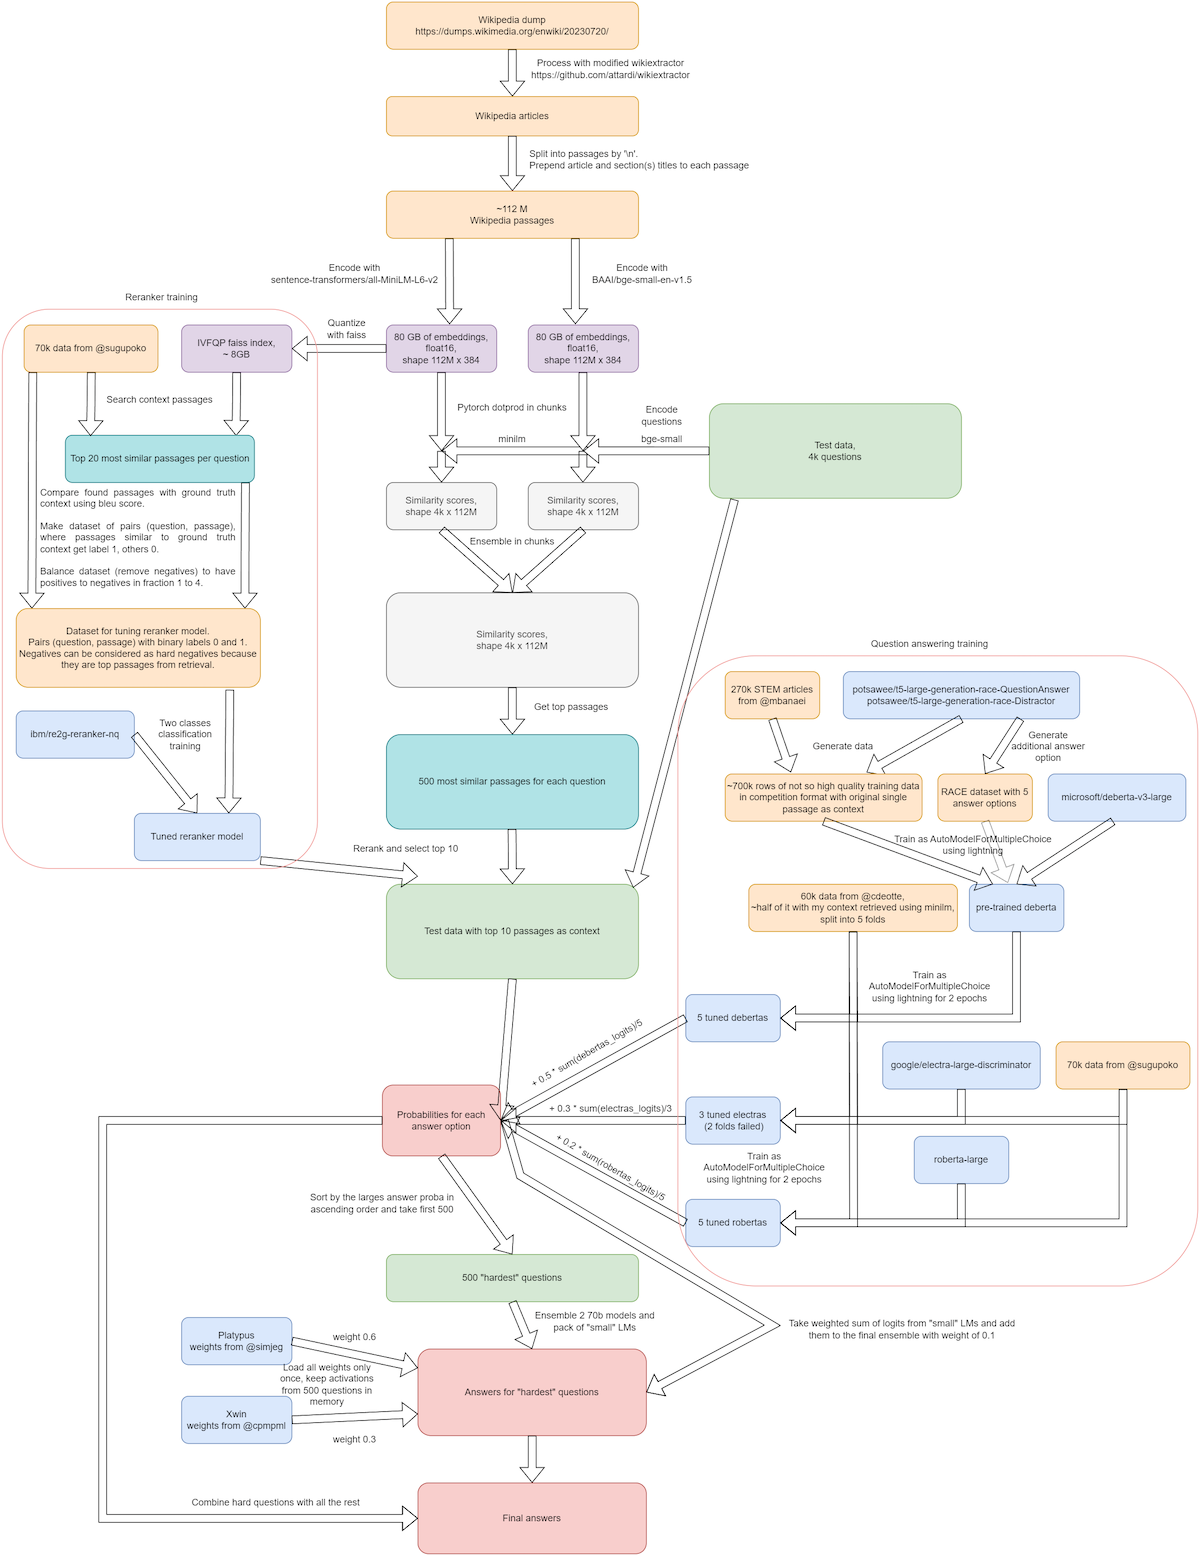 Wikipedia dump
https://dumps.wikimedia.org/enwiki/20230720/
Process with modified wikiextractor
https://github.com/attardi/wikiextractor
Wikipedia articles
Split into passages by '\n'.
Prepend article and section(s) titles to each passage
~112 M
Wikipedia passages
Encode with
sentence-transformers/all-MiniLM-L6-v2
Encode with
BAAI/bge-small-en-v1.5
Reranker training
70k data from @sugupoko
IVFQP faiss index,
~ 8GB
Quantize
with faiss
80 GB of embeddings,
float16,
shape 112M x 384
80 GB of embeddings,
float16,
shape 112M x 384
Search context passages
Pytorch dotprod in chunks
Encode
questions
minilm
bge-small
Test data,
4k questions
Top 20 most similar passages per question
Compare found passages with ground truth
context using bleu score.
Make dataset of pairs (question, passage),
where passages similar to ground truth
context get label 1, others 0.
Balance dataset (remove negatives) to have
positives to negatives in fraction 1 to 4.
Similarity scores,
shape 4k x 112M
Similarity scores,
shape 4k x 112M
Ensemble in chunks
Similarity scores,
shape 4k x 112M
Dataset for tuning reranker model.
Pairs (question, passage) with binary labels 0 and 1.
Negatives can be considered as hard negatives because
they are top passages from retrieval.
Get top passages
ibm/re2g-reranker-nq
Two classes
classification
training
500 most similar passages for each question
Tuned reranker model
Rerank and select top 10
Test data with top 10 passages as context
Question answering training
270k STEM articles
from @mbanaei
potsawee/t5-large-generation-race-QuestionAnswer
potsawee/t5-large-generation-race-Distractor
Generate data
Generate
additional answer
option
~700k rows of not so high quality training data
in competition format with original single
passage as context
RACE dataset with 5
answer options
microsoft/deberta-v3-large
Train as AutoModelForMultipleChoice
using lightning
60k data from @cdeotte,
~half of it with my context retrieved using minilm,
split into 5 folds
pre-trained deberta
Train as
AutoModelForMultipleChoice
using lightning for 2 epochs
5 tuned debertas
+ 0.5 * sum(debertas_logits)/5
google/electra-large-discriminator
70k data from @sugupoko
Probabilities for each
answer option
+ 0.3 * sum(electras_logits)/3
3 tuned electras
(2 folds failed)
+ 0.2 * sum(robertas_logits)/5
Train as
AutoModelForMultipleChoice
using lightning for 2 epochs
roberta-large
5 tuned robertas
Sort by the larges answer proba in
ascending order and take first 500
500 "hardest" questions
Ensemble 2 70b models and
pack of "small" LMs
Take weighted sum of logits from "small" LMs and add
them to the final ensemble with weight of 0.1
Platypus
weights from @simjeg
weight 0.6
Load all weights only
once, keep activations
from 500 questions in
memory
Answers for "hardest" questions
Xwin
weights from @cpmpml
weight 0.3
Combine hard questions with all the rest
Final answers